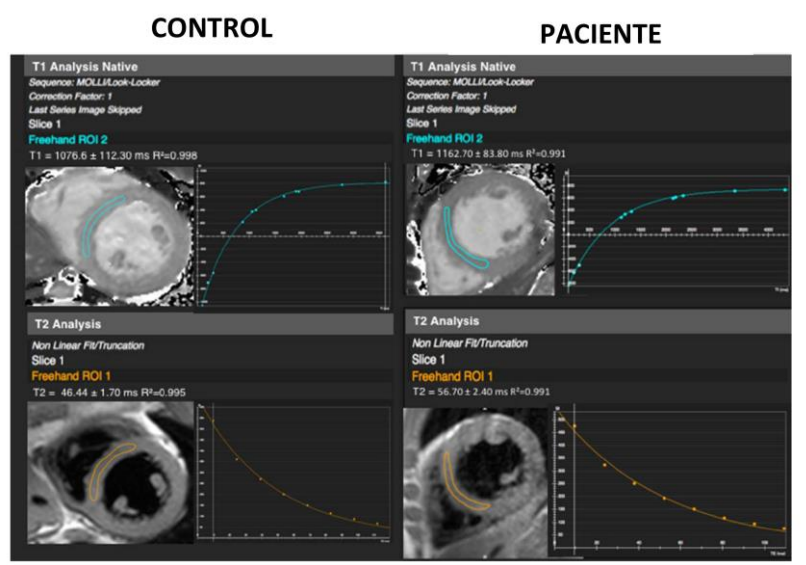 CONTROL
T1 Analysis Native
Sequence: MOLLI/Look-Locker
Correction Factor: 1
Last Series Image Skipped
Slice 1
Freehand ROI 2
T1 = 1076.6 ± 112.30 ms R²=0.998
T2 Analysis
Non Linear Fit/Truncation
Slice 1
Freehand ROI 1
T2 = 46.44 ± 1.70 ms R²=0.995
PACIENTE
T1 Analysis Native
Sequence: MOLLI/Look-Locker
Correction Factor: 1
Last Series Image Skipped
Slice 1
Freehand ROI 2
T1 = 1162.70 ± 83.80 ms R²=0.991
T2 Analysis
Non Linear Fit/Truncation
Slice 1
Freehand ROI 1
T2 = 56.70 ± 2.40 ms R²=0.991